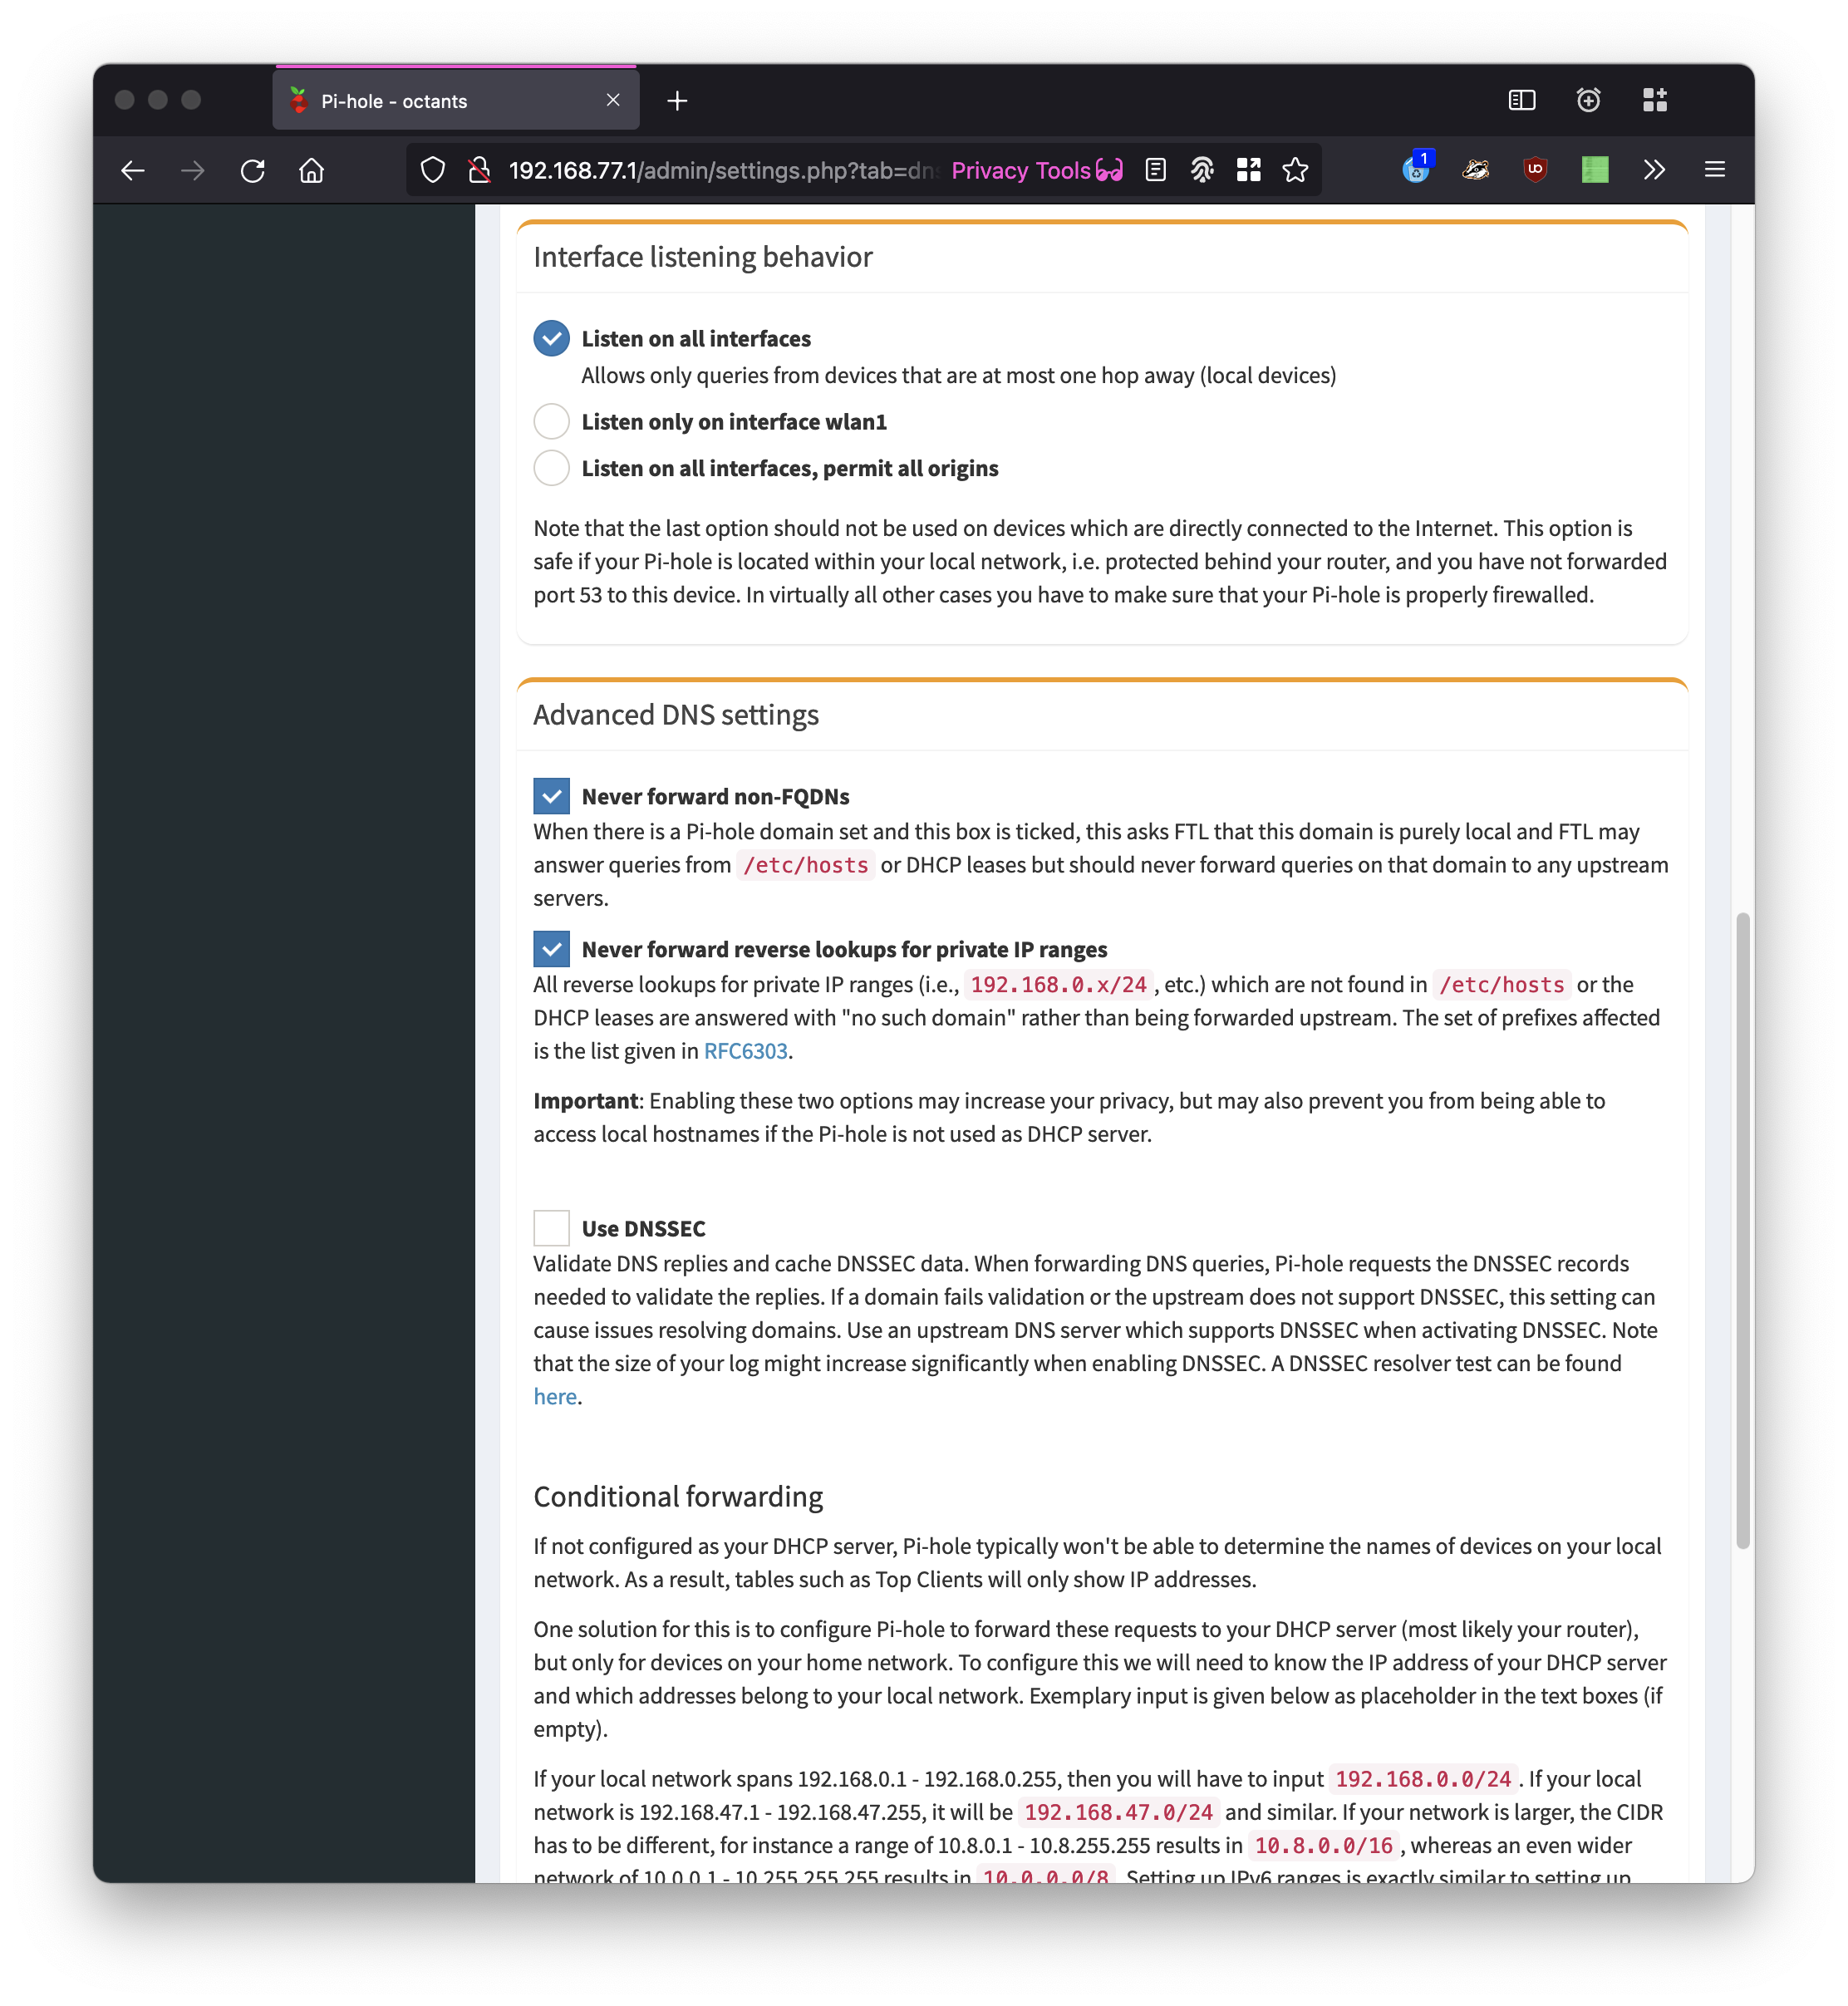 Pi-hole - octants
192.168.77.1/admin/settings.php?tab=dn
Privacy Tools
1
Interface listening behavior
Listen on all interfaces
Allows only queries from devices that are at most one hop away (local devices)
Listen only on interface wlan1
Listen on all interfaces, permit all origins
Note that the last option should not be used on devices which are directly connected to the Internet. This option is
safe if your Pi-hole is located within your local network, i.e. protected behind your router, and you have not forwarded
port 53 to this device. In virtually all other cases you have to make sure that your Pi-hole is properly firewalled.
Advanced DNS settings
Never forward non-FQDNs
When there is a Pi-hole domain set and this box is ticked, this asks FTL that this domain is purely local and FTL may
answer queries from /etc/hosts or DHCP leases but should never forward queries on that domain to any upstream
servers.
Never forward reverse lookups for private IP ranges
All reverse lookups for private IP ranges (i.e., 192.168.0.x/24 , etc.) which are not found in /etc/hosts or the
DHCP leases are answered with "no such domain" rather than being forwarded upstream. The set of prefixes affected
is the list given in RFC6303.
Important: Enabling these two options may increase your privacy, but may also prevent you from being able to
access local hostnames if the Pi-hole is not used as DHCP server.
Use DNSSEC
Validate DNS replies and cache DNSSEC data. When forwarding DNS queries, Pi-hole requests the DNSSEC records
needed to validate the replies. If a domain fails validation or the upstream does not support DNSSEC, this setting can
cause issues resolving domains. Use an upstream DNS server which supports DNSSEC when activating DNSSEC. Note
that the size of your log might increase significantly when enabling DNSSEC. A DNSSEC resolver test can be found
here.
Conditional forwarding
If not configured as your DHCP server, Pi-hole typically won't be able to determine the names of devices on your local
network. As a result, tables such as Top Clients will only show IP addresses.
One solution for this is to configure Pi-hole to forward these requests to your DHCP server (most likely your router),
but only for devices on your home network. To configure this we will need to know the IP address of your DHCP server
and which addresses belong to your local network. Exemplary input is given below as placeholder in the text boxes (if
empty).
If your local network spans 192.168.0.1 - 192.168.0.255, then you will have to input 192.168.0.0/24 . If your local
network is 192.168.47.1 - 192.168.47.255, it will be 192.168.47.0/24 and similar. If your network is larger, the CIDR
has to be different, for instance a range of 10.8.0.1 - 10.8.255.255 results in 10.8.0.0/16 , whereas an even wider
network of 10.0.0.1 - 10.255.255.255 results in 10.0.0.0/8 . Setting up IPv6 ranges is exactly similar to setting up